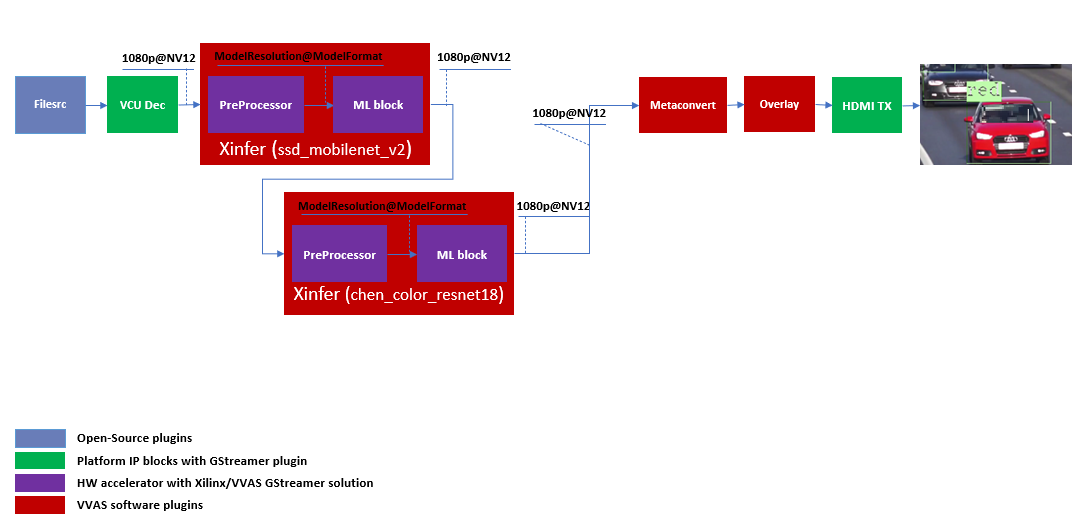 1080p@NV12
ModelResolution@ModelFormat
1080p@NV12
Filesrc
VCU Dec
PreProcessor
ML block
Xinfer (ssd_mobilenet_v2)
1080p@NV12
Metaconvert
Overlay
HDMI TX
ModelResolution@ModelFormat
1080p@NV12
PreProcessor
ML block
Xinfer (chen_color_resnet18)
Open-Source plugins
Platform IP blocks with GStreamer plugin
HW accelerator with Xilinx/VVAS GStreamer solution
VVAS software plugins